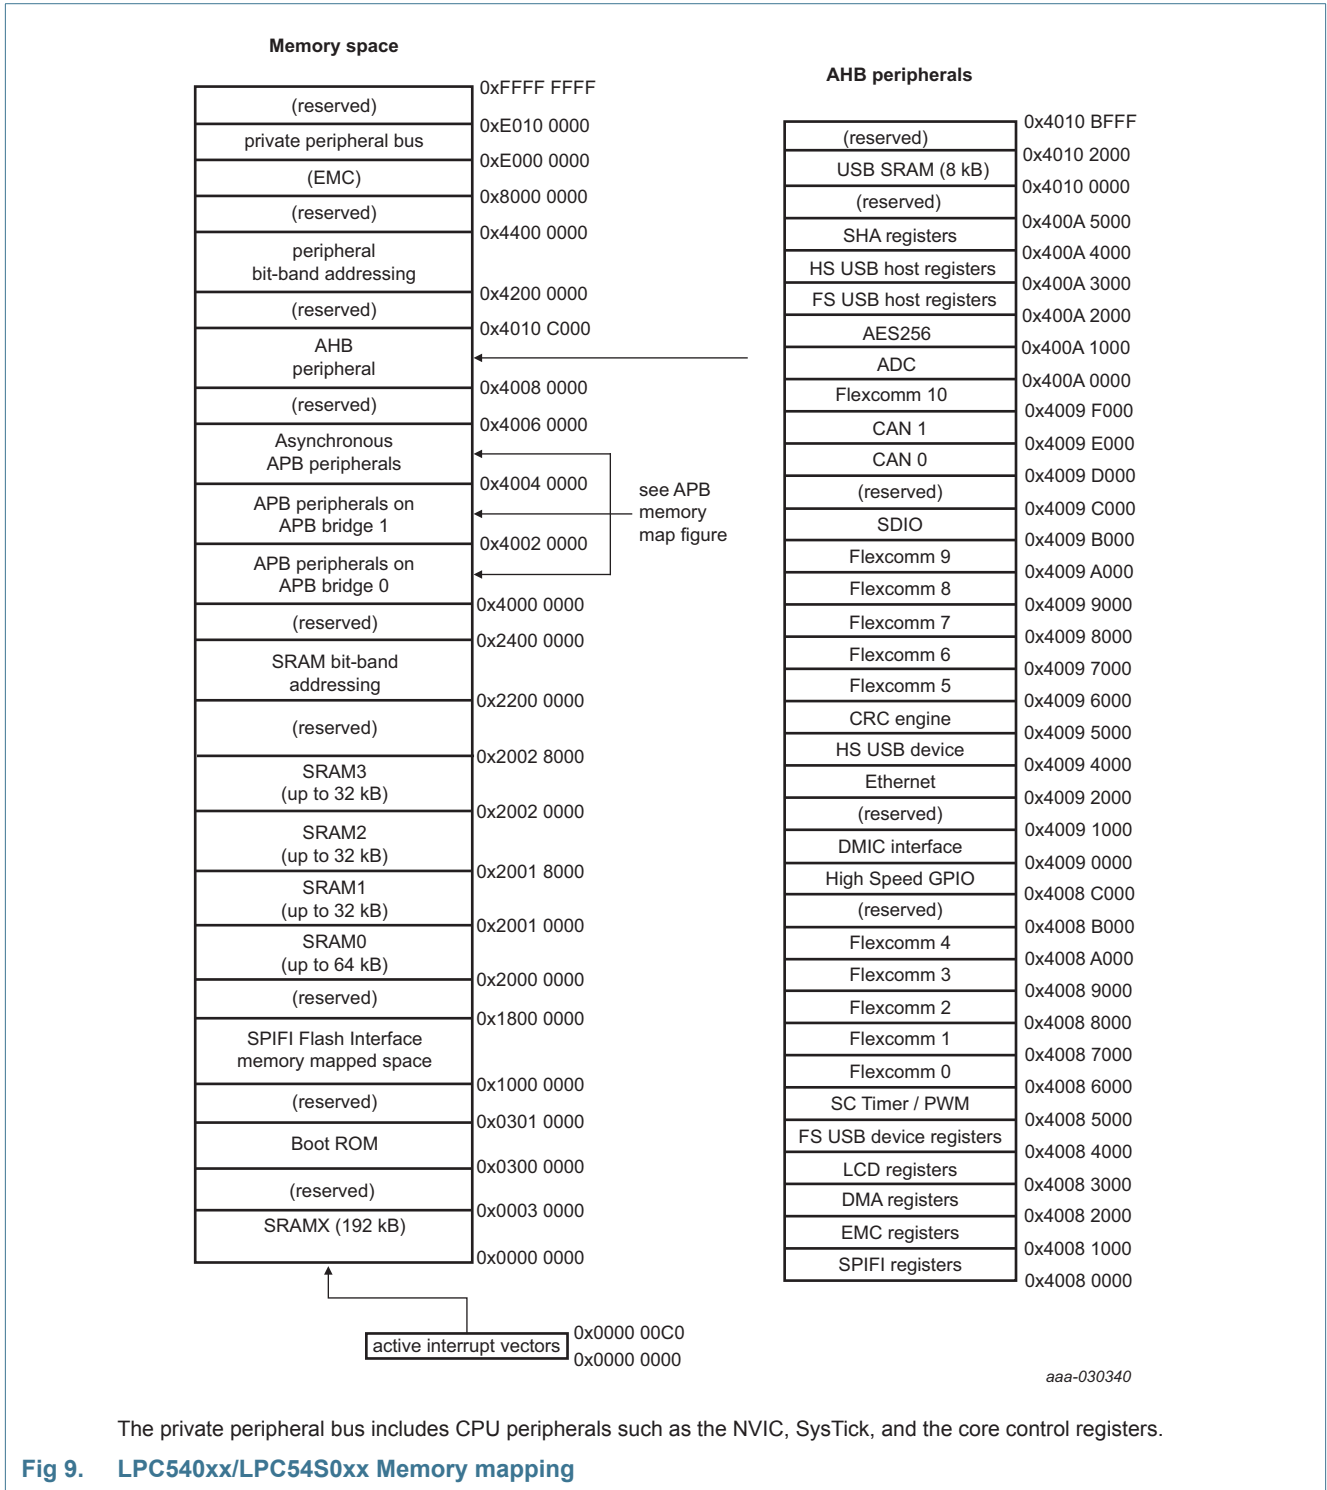 Memory space
0xFFFF FFFF
(reserved)
0xE010 0000
private peripheral bus
0xE000 0000
(EMC)
0x8000 0000
(reserved)
0x4400 0000
peripheral
bit-band addressing
0x4200 0000
(reserved)
0x4010 C000
AHB
peripheral
0x4008 0000
(reserved)
0x4006 0000
Asynchronous
APB peripherals
0x4004 0000
APB peripherals on
APB bridge 1
0x4002 0000
APB peripherals on
APB bridge 0
0x4000 0000
(reserved)
0x2400 0000
SRAM bit-band
addressing
0x2200 0000
(reserved)
0x2002 8000
SRAM3
(up to 32 kB)
0x2002 0000
SRAM2
(up to 32 kB)
0x2001 8000
SRAM1
(up to 32 kB)
0x2001 0000
SRAM0
(up to 64 kB)
0x2000 0000
(reserved)
0x1800 0000
SPIFI Flash Interface
memory mapped space
0x1000 0000
(reserved)
0x0301 0000
Boot ROM
0x0300 0000
(reserved)
0x0003 0000
SRAMX (192 kB)
0x0000 0000
see APB
memory
map figure
active interrupt vectors
0x0000 00C0
0x0000 0000
AHB peripherals
0x4010 BFFF
(reserved)
0x4010 2000
USB SRAM (8 kB)
0x4010 0000
(reserved)
0x400A 5000
SHA registers
0x400A 4000
HS USB host registers
0x400A 3000
FS USB host registers
0x400A 2000
AES256
0x400A 1000
ADC
0x400A 0000
Flexcomm 10
0x4009 F000
CAN 1
0x4009 E000
CAN 0
0x4009 D000
(reserved)
0x4009 C000
SDIO
0x4009 B000
Flexcomm 9
0x4009 A000
Flexcomm 8
0x4009 9000
Flexcomm 7
0x4009 8000
Flexcomm 6
0x4009 7000
Flexcomm 5
0x4009 6000
CRC engine
0x4009 5000
HS USB device
0x4009 4000
Ethernet
0x4009 2000
(reserved)
0x4009 1000
DMIC interface
0x4009 0000
High Speed GPIO
0x4008 C000
(reserved)
0x4008 B000
Flexcomm 4
0x4008 A000
Flexcomm 3
0x4008 9000
Flexcomm 2
0x4008 8000
Flexcomm 1
0x4008 7000
Flexcomm 0
0x4008 6000
SC Timer / PWM
0x4008 5000
FS USB device registers
0x4008 4000
LCD registers
0x4008 3000
DMA registers
0x4008 2000
EMC registers
0x4008 1000
SPIFI registers
0x4008 0000
aaa-030340
The private peripheral bus includes CPU peripherals such as the NVIC, SysTick, and the core control registers.
Fig 9. LPC540xx/LPC54S0xx Memory mapping